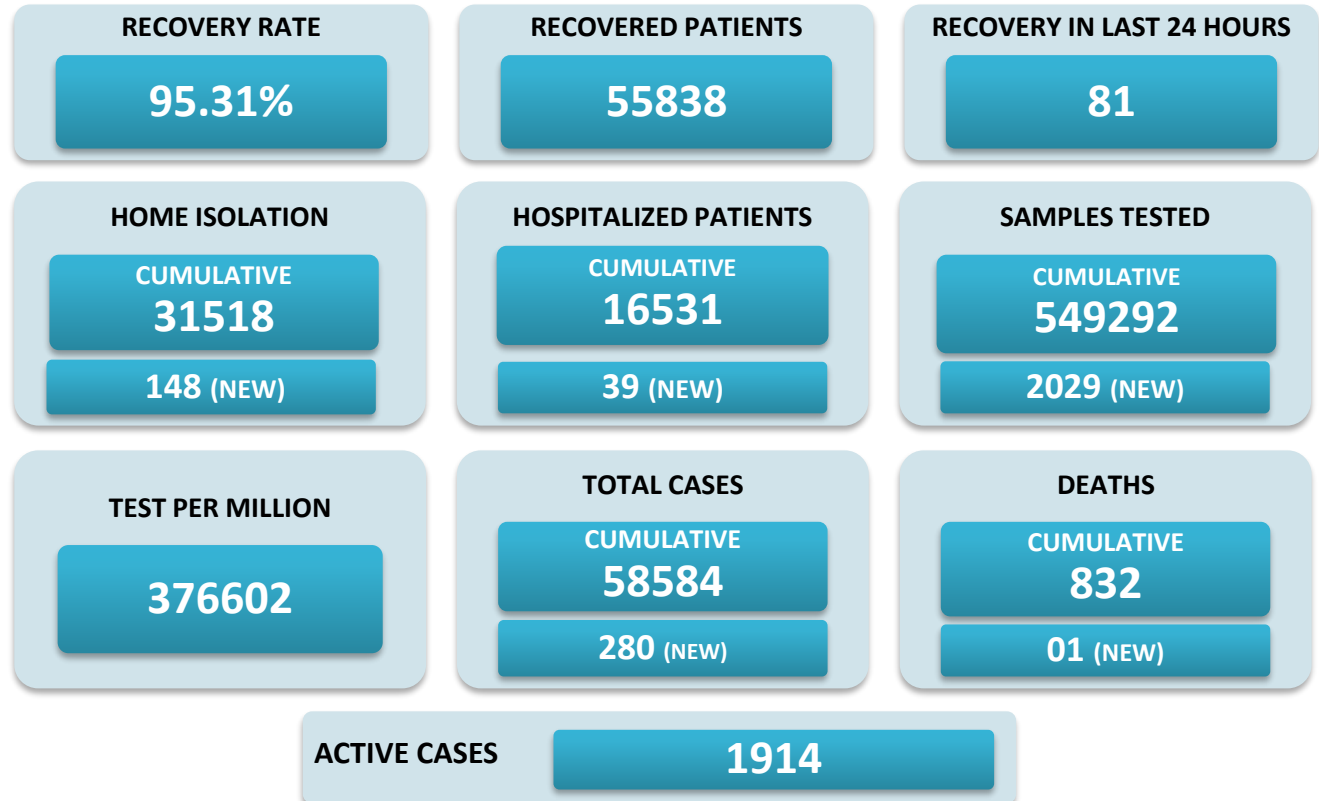 RECOVERY RATE
95.31%
RECOVERED PATIENTS
55838
RECOVERY IN LAST 24 HOURS
81
HOME ISOLATION
CUMULATIVE
31518
148 (NEW)
HOSPITALIZED PATIENTS
CUMULATIVE
16531
39 (NEW)
SAMPLES TESTED
CUMULATIVE
549292
2029 (NEW)
TEST PER MILLION
376602
TOTAL CASES
CUMULATIVE
58584
280 (NEW)
DEATHS
CUMULATIVE
832
01 (NEW)
ACTIVE CASES
1914